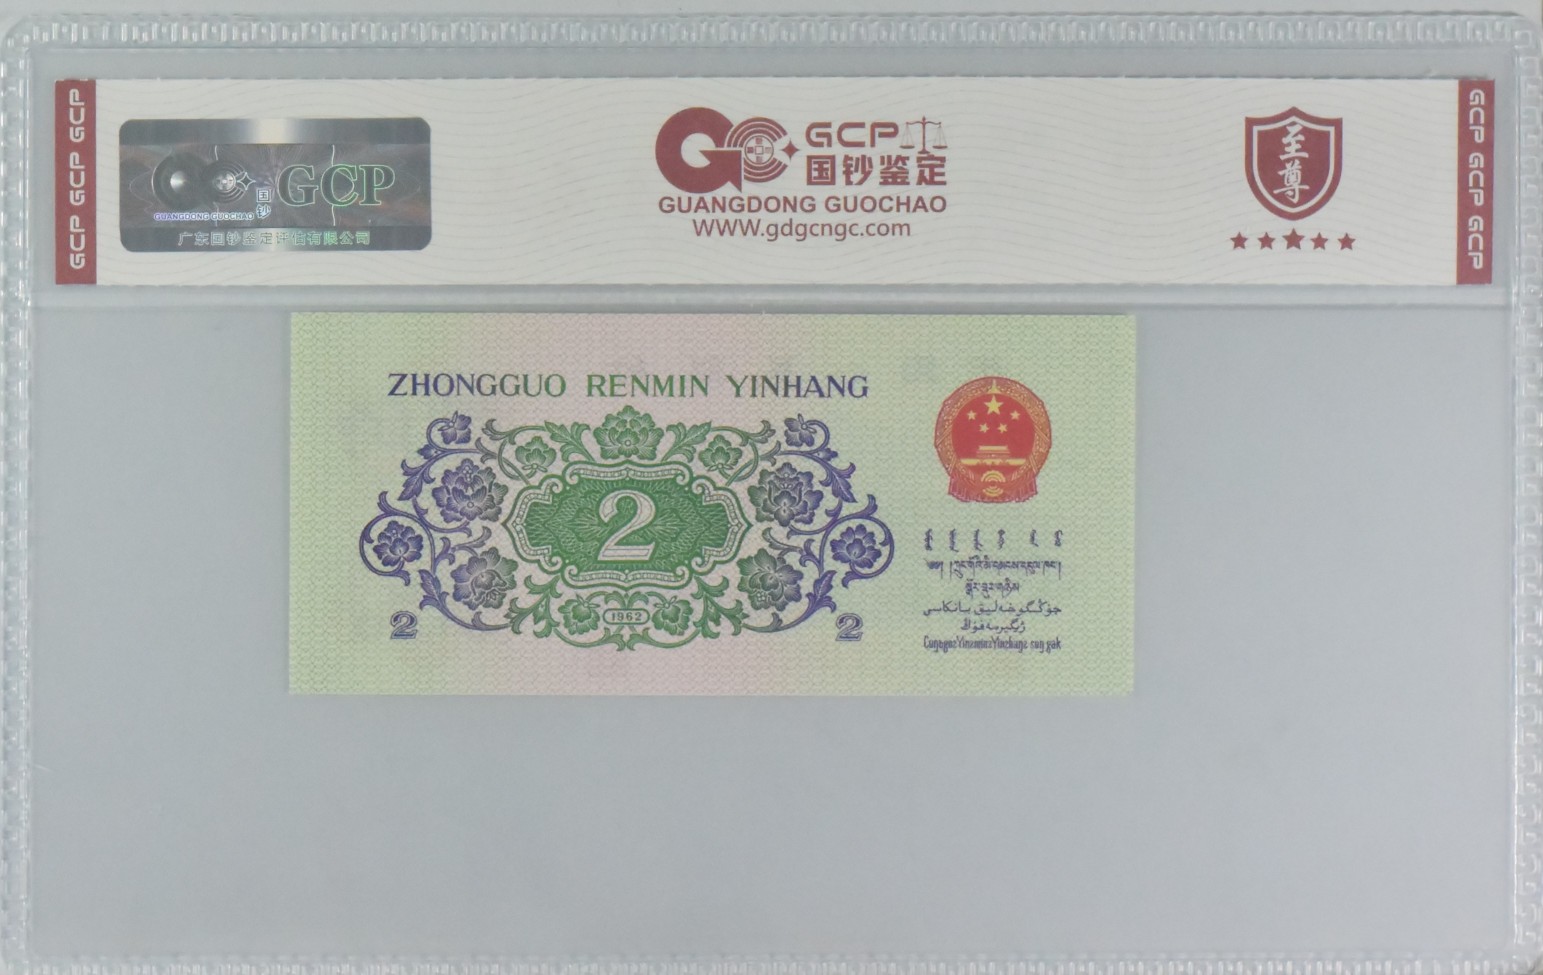 GCP GCP GCP
GUANGDONG GUOCHAO
国钞
GCP
广东国钞鉴定评估有限公司
GCP
国钞鉴定
GUANGDONG GUOCHAO
WWW.gdgcngc.com
至尊
GCP GCP GCP
ZHONGGUO RENMIN YINHANG
2
1962
2
2